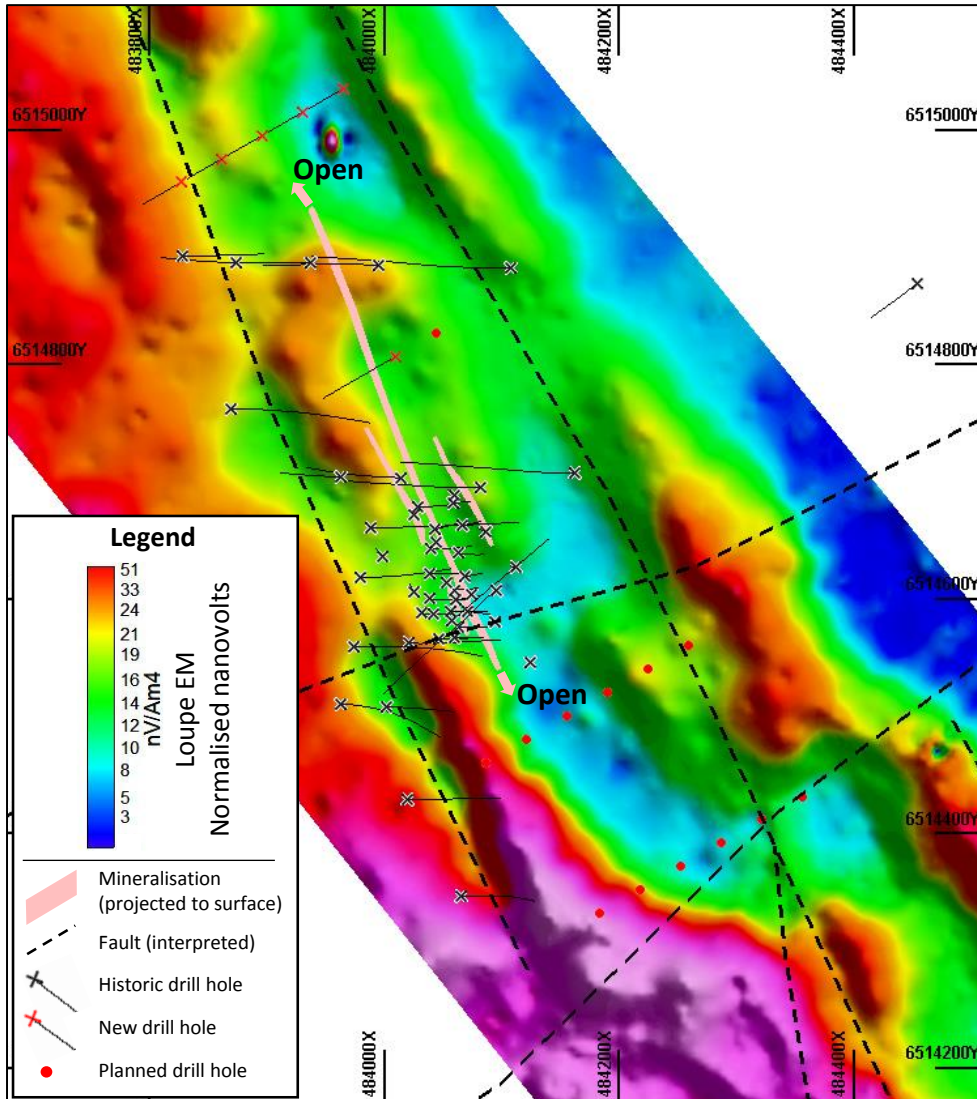 483800X
484000X
484200X
484400X
6515000Y
6515000Y
Open
6514800Y
6514800Y
6514600Y
Open
6514400Y
6514200Y
484000X
484200X
484400X
Legend
51
33
24
21
19
16
14
12
10
8
5
3
nV/Am4
Loupe EM
Normalised nanovolts
Mineralisation
(projected to surface)
Fault (interpreted)
Historic drill hole
New drill hole
Planned drill hole